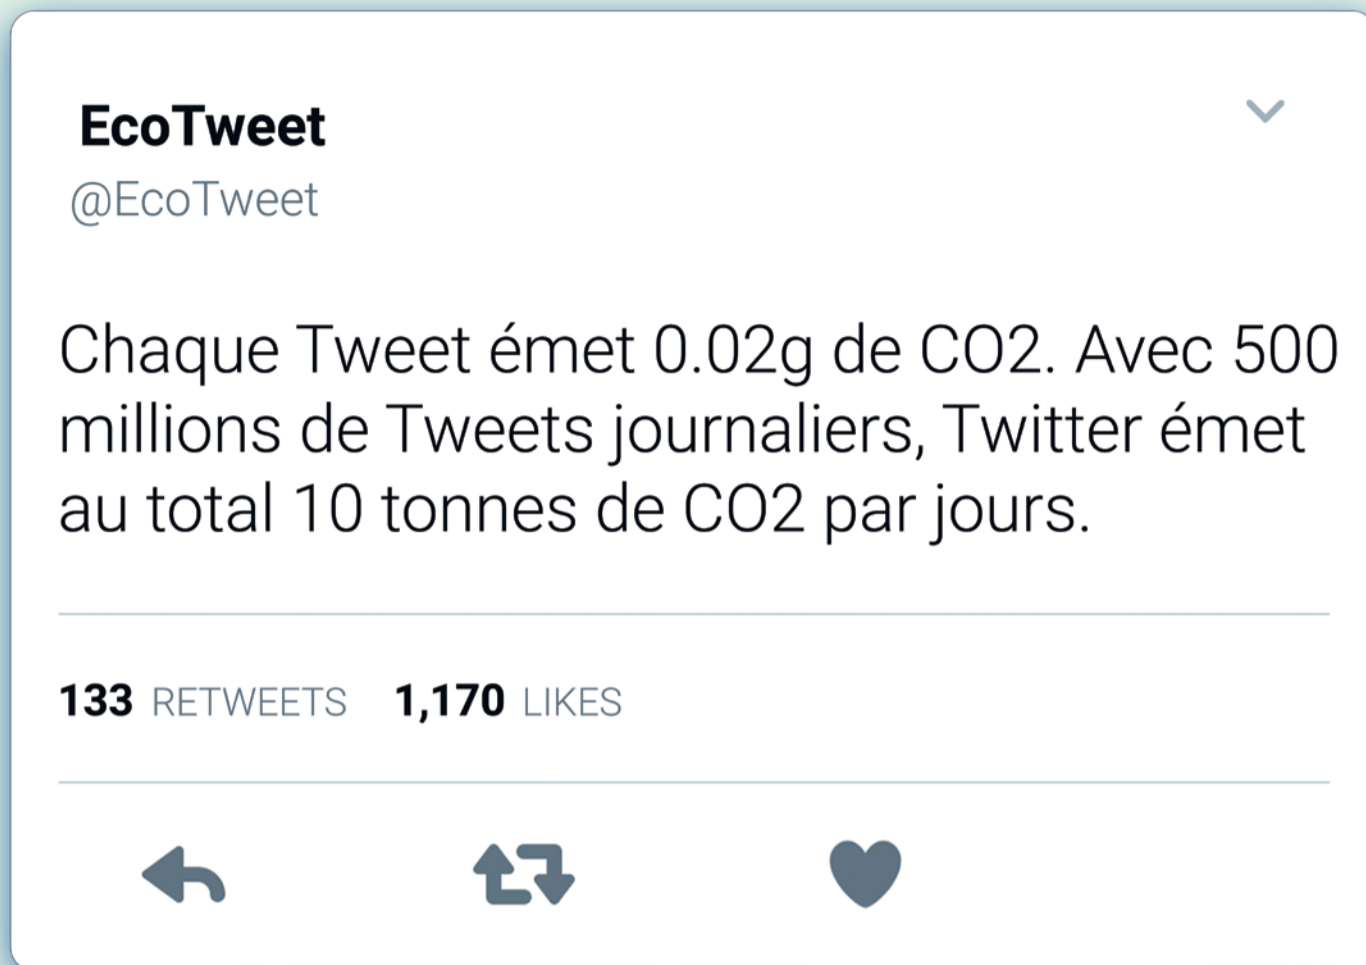 EcoTweet
@EcoTweet
Chaque Tweet émet 0.02g de CO2. Avec 500
millions de Tweets journaliers, Twitter émet
au total 10 tonnes de CO2 par jours.
133 RETWEETS 1,170 LIKES